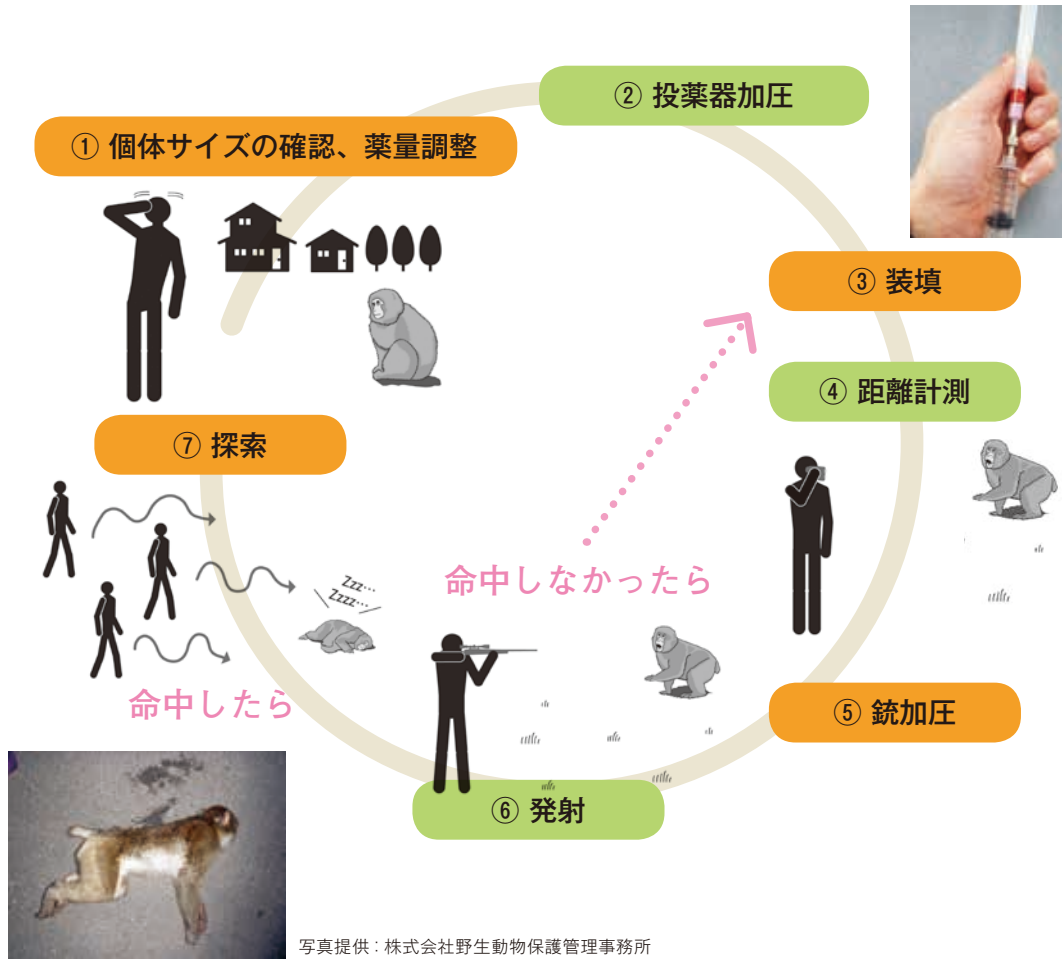 ① 個体サイズの確認、薬量調整
② 投薬器加圧
③ 装填
④ 距離計測
⑤ 銃加圧
⑥ 発射
命中しなかったら
⑦ 探索
Zzz…
Zzzz…
命中したら
写真提供：株式会社野生動物保護管理事務所